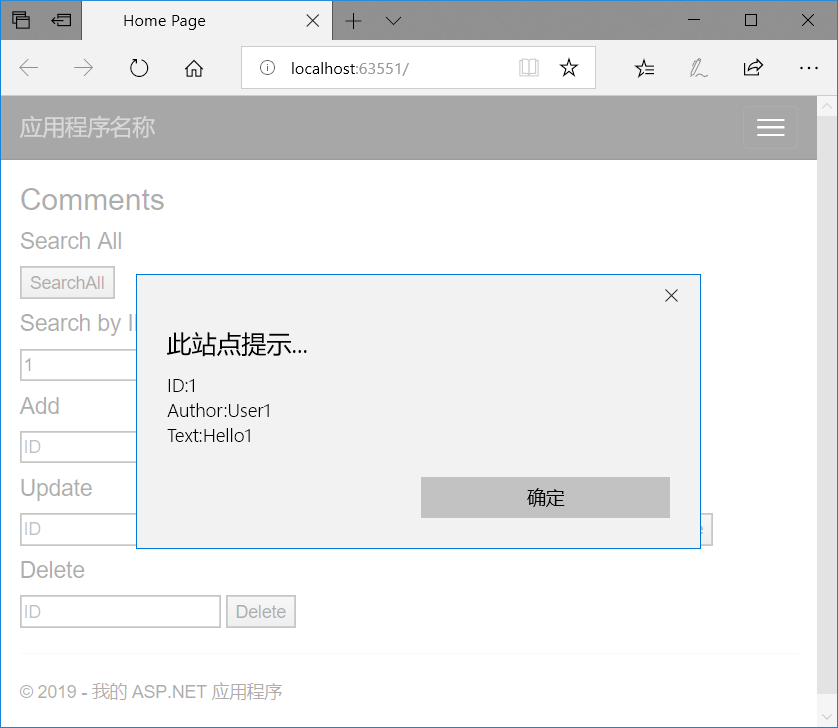 Home Page
localhost:63551/
应用程序名称
Comments
Search All
SearchAll
Search by I
1
Add
ID
Update
ID
Delete
ID Delete
© 2019 - 我的 ASP.NET 应用程序
此站点提示...
ID:1
Author:User1
Text:Hello1
确定